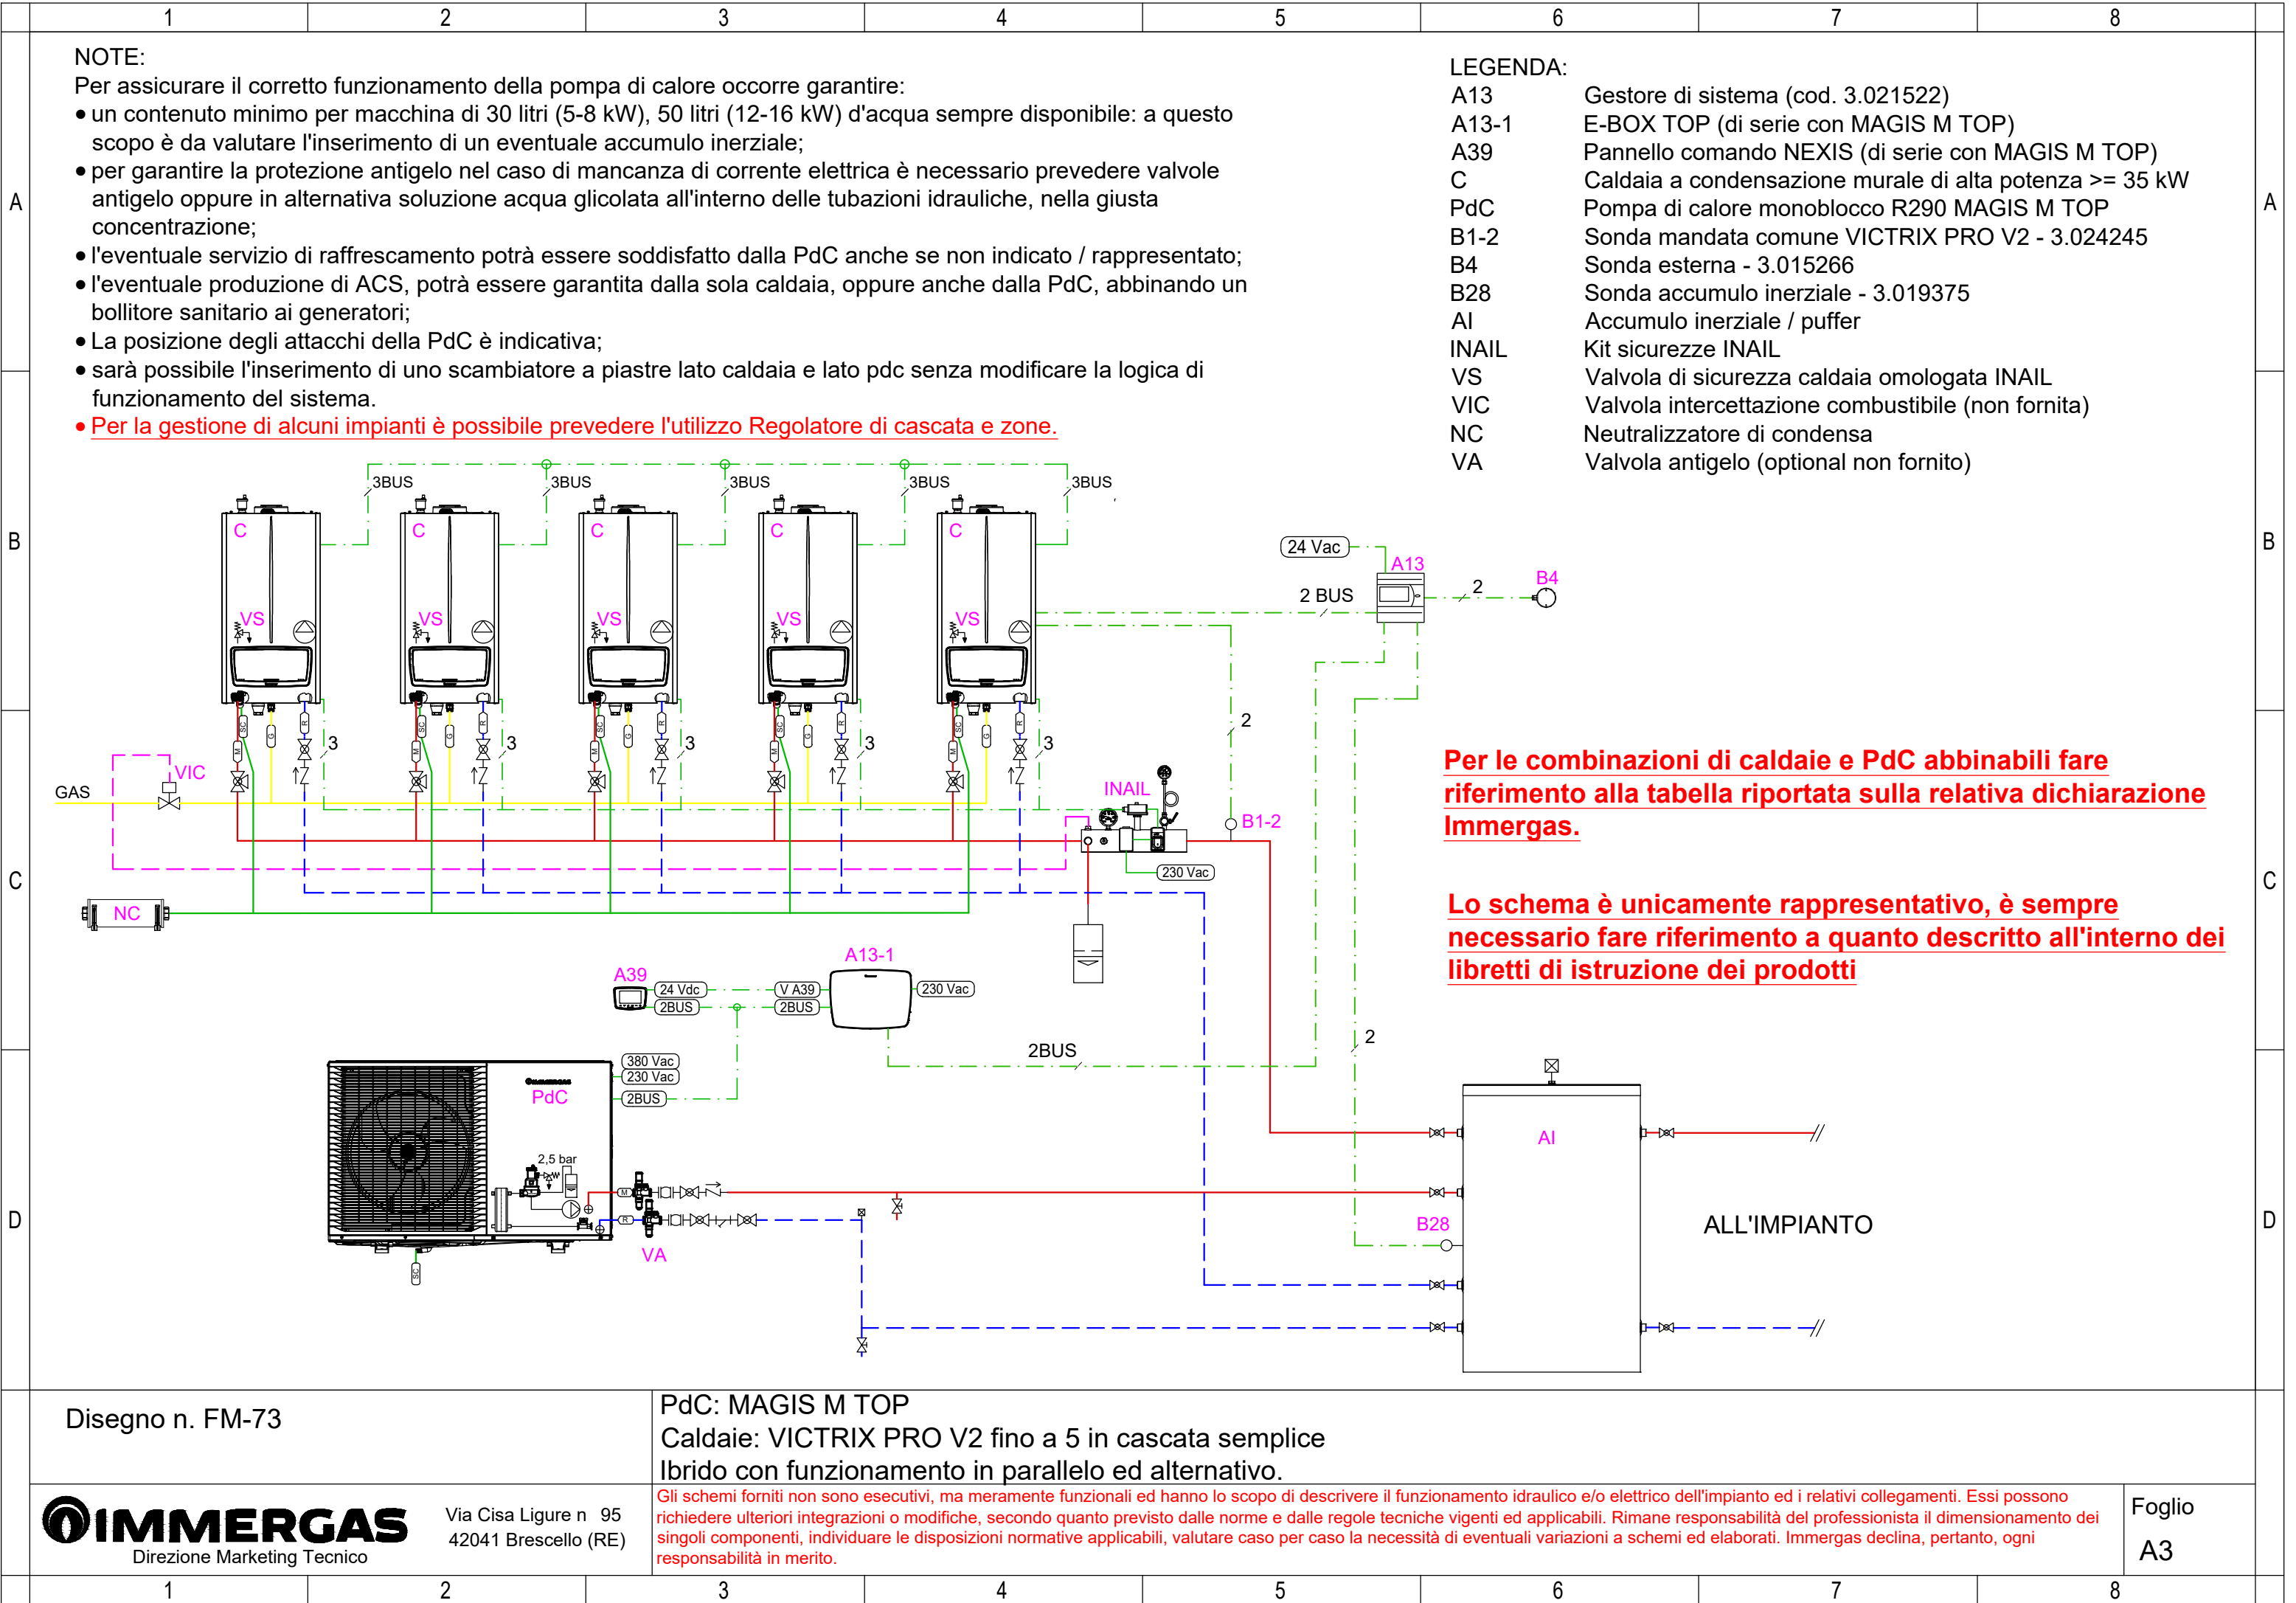 1 2 3 4 5 6 7 8
NOTE:
Per assicurare il corretto funzionamento della pompa di calore occorre garantire:
• un contenuto minimo per macchina di 30 litri (5-8 kW), 50 litri (12-16 kW) d'acqua sempre disponibile: a questo
scopo è da valutare l'inserimento di un eventuale accumulo inerziale;
• per garantire la protezione antigelo nel caso di mancanza di corrente elettrica è necessario prevedere valvole
antigelo oppure in alternativa soluzione acqua glicolata all'interno delle tubazioni idrauliche, nella giusta
concentrazione;
• l'eventuale servizio di raffrescamento potrà essere soddisfatto dalla PdC anche se non indicato / rappresentato;
• l'eventuale produzione di ACS, potrà essere garantita dalla sola caldaia, oppure anche dalla PdC, abbinando un
bollitore sanitario ai generatori;
• La posizione degli attacchi della PdC è indicativa;
• sarà possibile l'inserimento di uno scambiatore a piastre lato caldaia e lato pdc senza modificare la logica di
funzionamento del sistema.
• Per la gestione di alcuni impianti è possibile prevedere l'utilizzo Regolatore di cascata e zone.
LEGENDA:
A13 Gestore di sistema (cod. 3.021522)
A13-1 E-BOX TOP (di serie con MAGIS M TOP)
A39 Pannello comando NEXIS (di serie con MAGIS M TOP)
C Caldaia a condensazione murale di alta potenza >= 35 kW
PdC Pompa di calore monoblocco R290 MAGIS M TOP
B1-2 Sonda mandata comune VICTRIX PRO V2 - 3.024245
B4 Sonda esterna - 3.015266
B28 Sonda accumulo inerziale - 3.019375
AI Accumulo inerziale / puffer
INAIL Kit sicurezze INAIL
VS Valvola di sicurezza caldaia omologata INAIL
VIC Valvola intercettazione combustibile (non fornita)
NC Neutralizzatore di condensa
VA Valvola antigelo (optional non fornito)
A A
B B
C C
D D
3BUS 3BUS 3BUS 3BUS 3BUS
C C C C C
VS VS VS VS VS
24 Vac
A13
2 BUS
2
B4
M SC G R 3
M SC G R 3
M SC G R 3
M SC G R 3
M SC G R 3
2
VIC
GAS
INAIL
B1-2
230 Vac
NC
Per le combinazioni di caldaie e PdC abbinabili fare
riferimento alla tabella riportata sulla relativa dichiarazione
Immergas.
Lo schema è unicamente rappresentativo, è sempre
necessario fare riferimento a quanto descritto all'interno dei
libretti di istruzione dei prodotti
A39
24 Vdc
2BUS
V A39
2BUS
A13-1
230 Vac
2BUS
2
380 Vac
230 Vac
2BUS
IMMERGAS
PdC
2,5 bar
M
R
VA
SC
AI
B28
ALL'IMPIANTO
Disegno n. FM-73
PdC: MAGIS M TOP
Caldaie: VICTRIX PRO V2 fino a 5 in cascata semplice
Ibrido con funzionamento in parallelo ed alternativo.
IMMERGAS
Direzione Marketing Tecnico
Via Cisa Ligure n 95
42041 Brescello (RE)
Gli schemi forniti non sono esecutivi, ma meramente funzionali ed hanno lo scopo di descrivere il funzionamento idraulico e/o elettrico dell'impianto ed i relativi collegamenti. Essi possono
richiedere ulteriori integrazioni o modifiche, secondo quanto previsto dalle norme e dalle regole tecniche vigenti ed applicabili. Rimane responsabilità del professionista il dimensionamento dei
singoli componenti, individuare le disposizioni normative applicabili, valutare caso per caso la necessità di eventuali variazioni a schemi ed elaborati. Immergas declina, pertanto, ogni
responsabilità in merito.
Foglio
A3
1 2 3 4 5 6 7 8